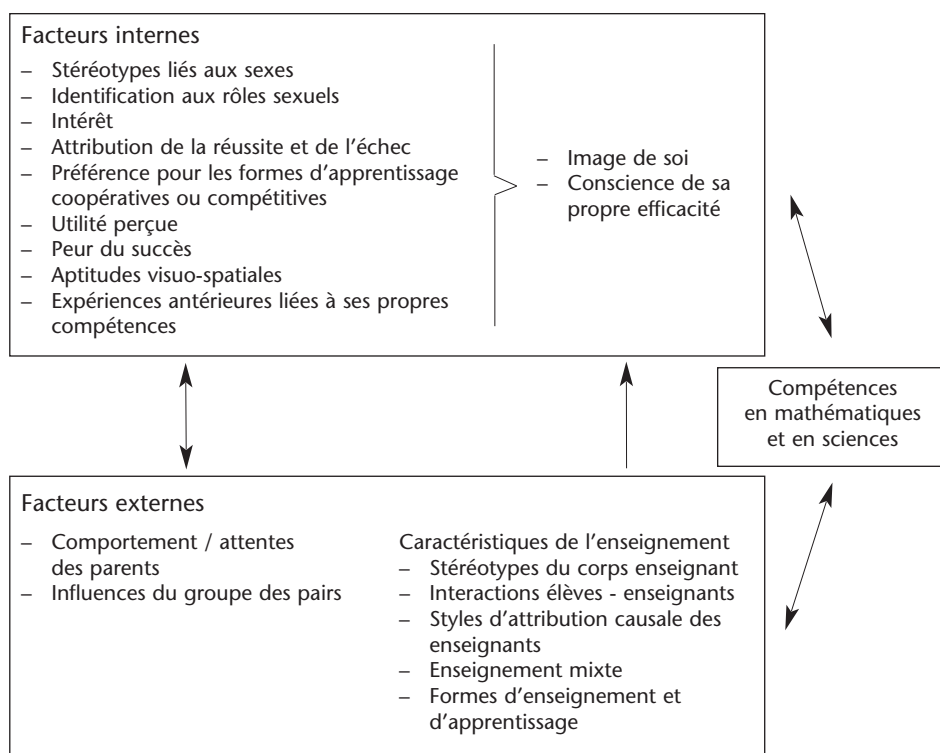 Facteurs internes
– Stéréotypes liés aux sexes
– Identification aux rôles sexuels
– Intérêt
– Attribution de la réussite et de l'échec
– Préférence pour les formes d'apprentissage
coopératives ou compétitives
– Utilité perçue
– Peur du succès
– Aptitudes visuo-spatiales
– Expériences antérieures liées à ses propres
compétences
– Image de soi
– Conscience de sa
propre efficacité
Compétences
en mathématiques
et en sciences
Facteurs externes
– Comportement / attentes
des parents
– Influences du groupe des pairs
Caractéristiques de l'enseignement
– Stéréotypes du corps enseignant
– Interactions élèves - enseignants
– Styles d'attribution causale des
enseignants
– Enseignement mixte
– Formes d'enseignement et
d'apprentissage